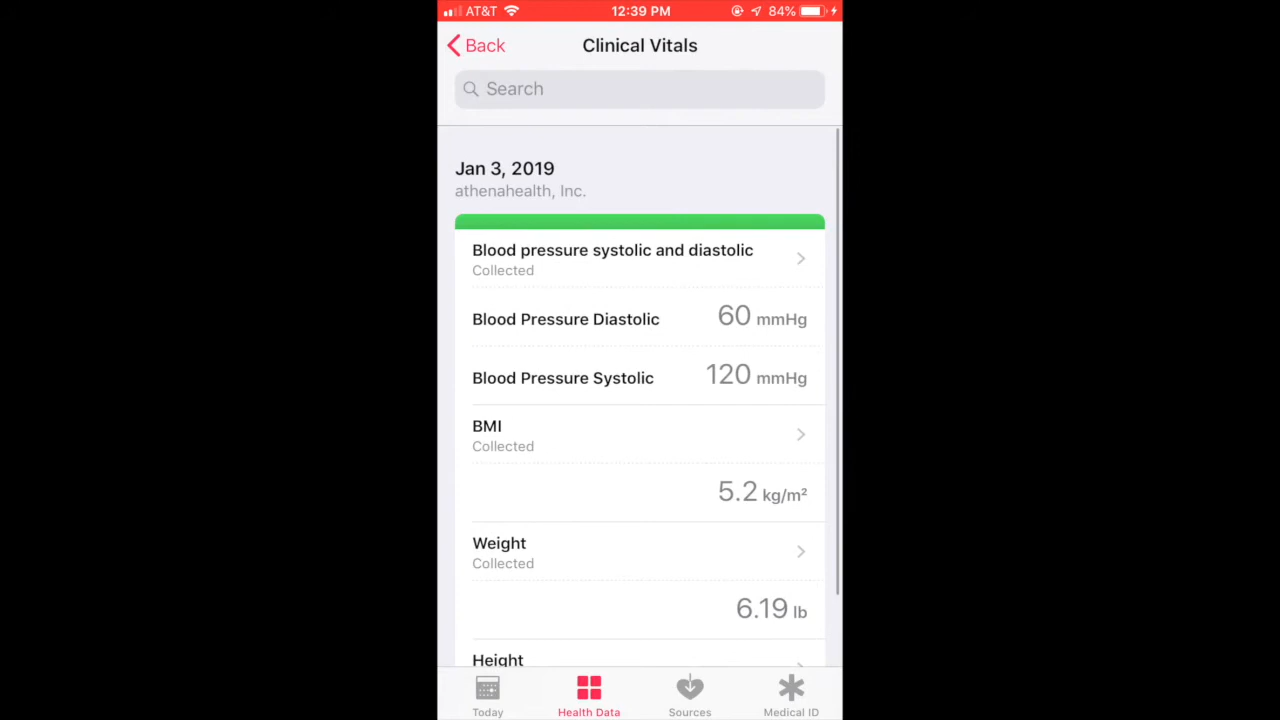 AT&T 12:39 PM 84%
Back Clinical Vitals
Search
Jan 3, 2019
athenahealth, Inc.
Blood pressure systolic and diastolic
Collected
Blood Pressure Diastolic 60 mmHg
Blood Pressure Systolic 120 mmHg
BMI
Collected
5.2 kg/m²
Weight
Collected
6.19 lb
Height
Today Health Data Sources Medical ID